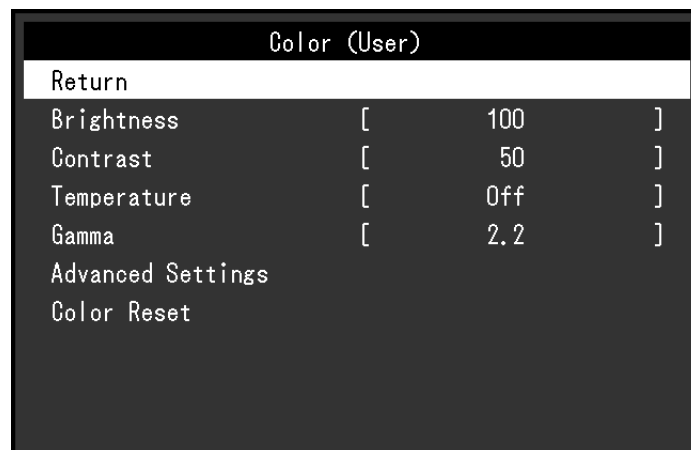 Color (User)
Return
Brightness [ 100 ]
Contrast [ 50 ]
Temperature [ Off ]
Gamma [ 2.2 ]
Advanced Settings
Color Reset